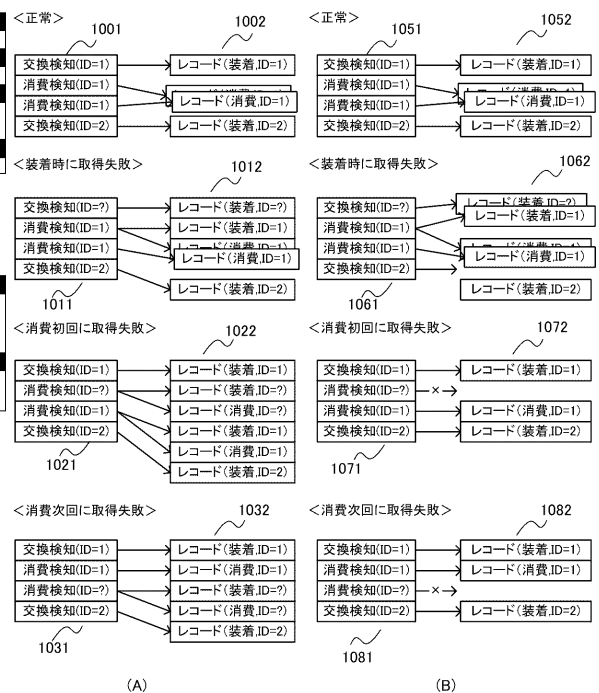 <正常>
1001
1002
交換検知(ID=1)
消費検知(ID=1)
消費検知(ID=1)
交換検知(ID=2)
レコード(装着,ID=1)
レコード(消費,ID=1)
レコード(装着,ID=2)
<装着時に取得失敗>
1012
交換検知(ID=?)
消費検知(ID=1)
消費検知(ID=1)
交換検知(ID=2)
1011
レコード(装着,ID=?)
レコード(装着,ID=1)
レコード(消費,ID=1)
レコード(消費,ID=1)
レコード(装着,ID=2)
<消費初回に取得失敗>
1022
交換検知(ID=1)
消費検知(ID=?)
消費検知(ID=1)
交換検知(ID=2)
1021
レコード(装着,ID=1)
レコード(装着,ID=?)
レコード(消費,ID=?)
レコード(装着,ID=1)
レコード(消費,ID=1)
レコード(装着,ID=2)
<消費次回に取得失敗>
1032
交換検知(ID=1)
消費検知(ID=1)
消費検知(ID=?)
交換検知(ID=2)
1031
レコード(装着,ID=1)
レコード(消費,ID=1)
レコード(装着,ID=?)
レコード(消費,ID=?)
レコード(装着,ID=2)
(A)
<正常>
1051
1052
交換検知(ID=1)
消費検知(ID=1)
消費検知(ID=1)
交換検知(ID=2)
レコード(装着,ID=1)
レコード(消費,ID=1)
レコード(装着,ID=2)
<装着時に取得失敗>
1062
交換検知(ID=?)
消費検知(ID=1)
消費検知(ID=1)
交換検知(ID=2)
1061
レコード(装着,ID=?)
レコード(装着,ID=1)
レコード(消費,ID=1)
レコード(装着,ID=2)
<消費初回に取得失敗>
1072
交換検知(ID=1)
消費検知(ID=?)
消費検知(ID=1)
交換検知(ID=2)
1071
レコード(装着,ID=1)
×
レコード(消費,ID=1)
レコード(装着,ID=2)
<消費次回に取得失敗>
1082
交換検知(ID=1)
消費検知(ID=1)
消費検知(ID=?)
交換検知(ID=2)
1081
レコード(装着,ID=1)
レコード(消費,ID=1)
×
レコード(装着,ID=2)
(B)